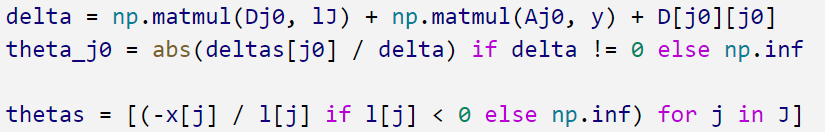 delta = np.matmul(Dj0, lJ) + np.matmul(Aj0, y) + D[j0][j0]
theta_j0 = abs(deltas[j0] / delta) if delta != 0 else np.inf
thetas = [(-x[j] / l[j] if l[j] < 0 else np.inf) for j in J]